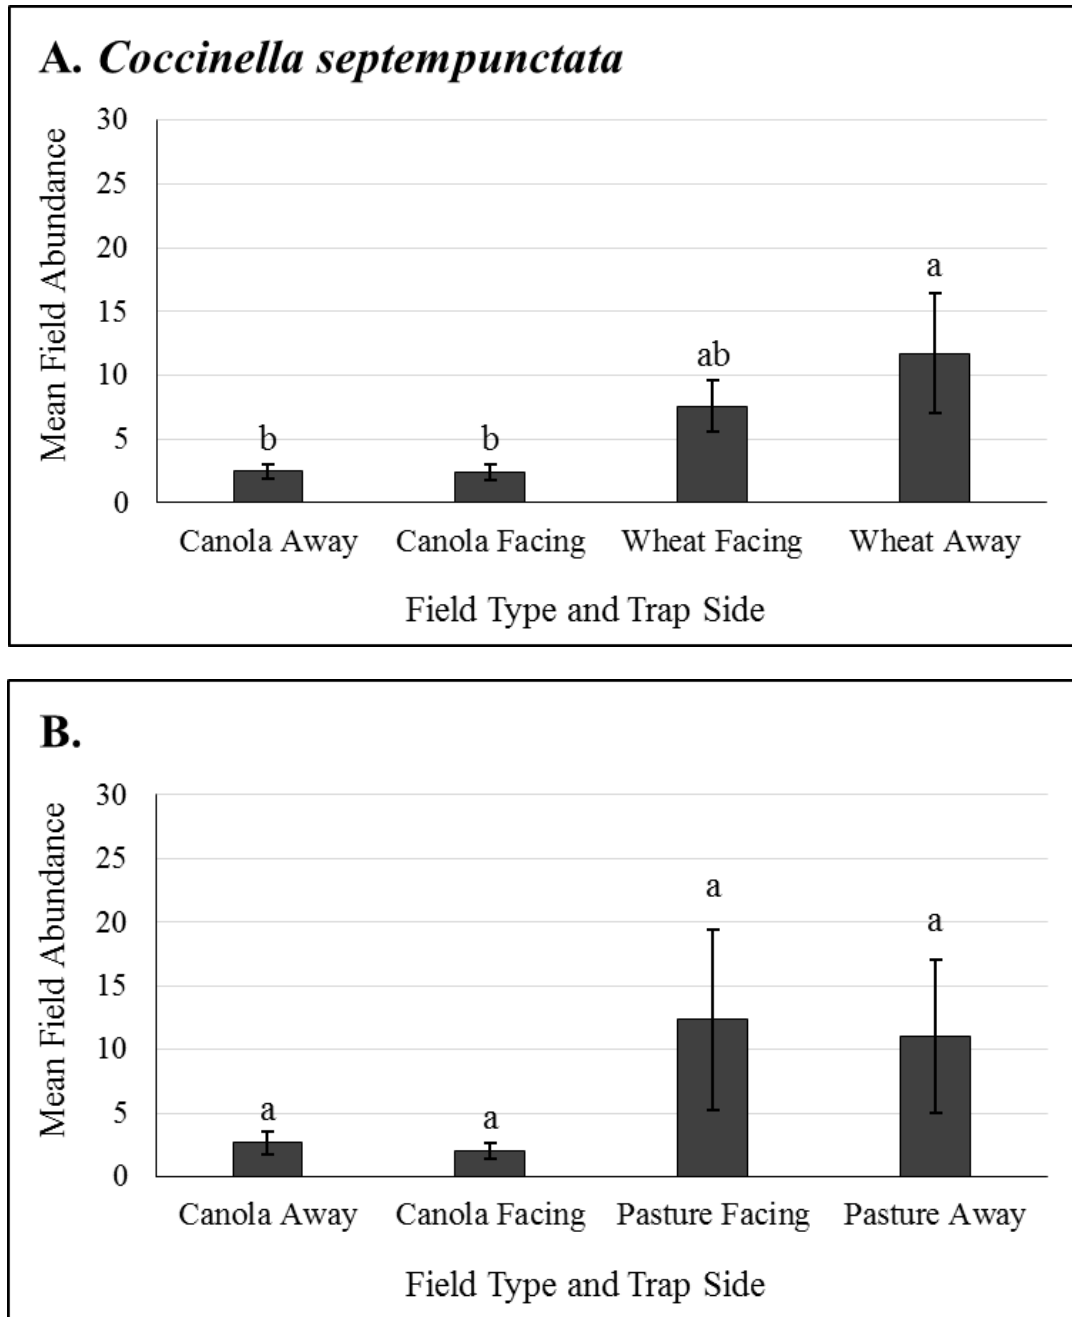 A. Coccinella septempunctata
Mean Field Abundance
30
25
20
15
10
5
0
b
b
ab
a
Canola Away
Canola Facing
Wheat Facing
Wheat Away
Field Type and Trap Side
B.
Mean Field Abundance
30
25
20
15
10
5
0
a
a
a
a
Canola Away
Canola Facing
Pasture Facing
Pasture Away
Field Type and Trap Side